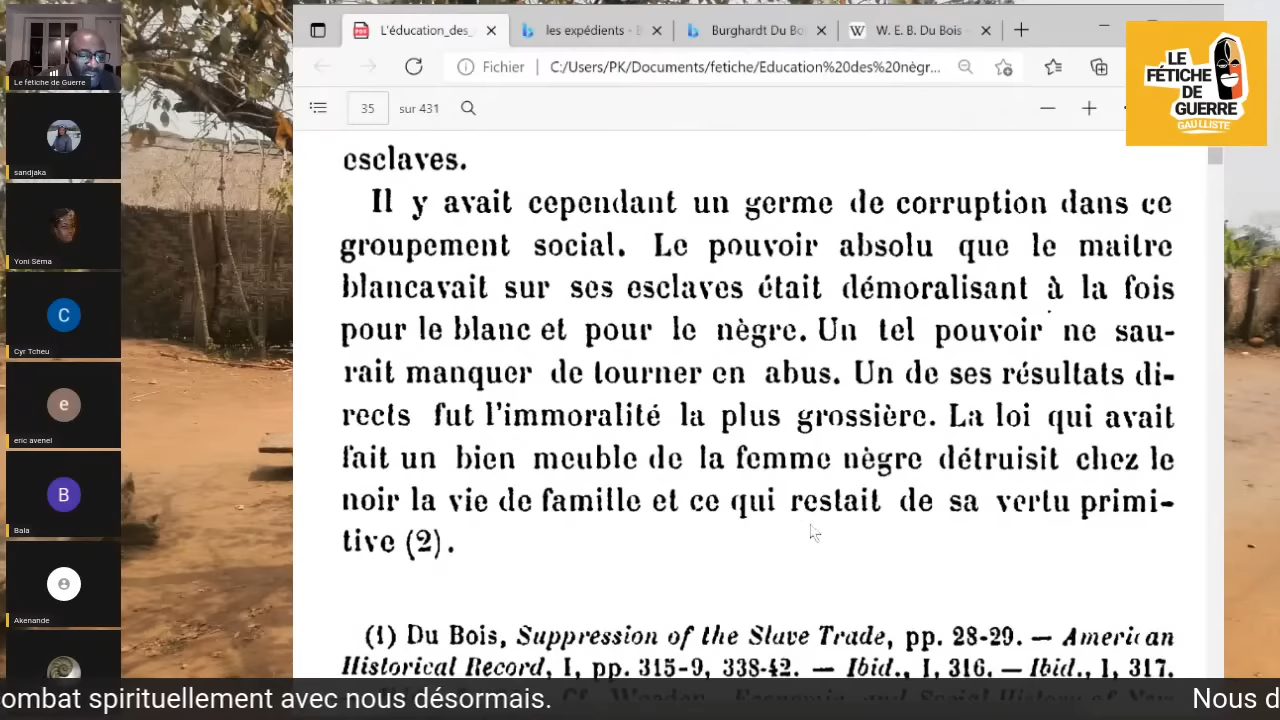 Le fétiche de Guerre
sandjaka
Yoni Séma
C
Cyr Tcheu
e
eric avenel
B
Bala
Akenande
L'éducation_des_
les expédients - B
Burghardt Du Bo
W W. E. B. Du Bois -
Fichier
C:/Users/PK/Documents/fetiche/Education%20des%20nègr...
35 sur 431
LE
FÉTICHE
DE
GUERRE
GAULLISTE
esclaves.
Il y avait cependant un germe de corruption dans ce
groupement social. Le pouvoir absolu que le maître
blancavait sur ses esclaves était démoralisant à la fois
pour le blanc et pour le nègre. Un tel pouvoir ne sau-
rait manquer de tourner en abus. Un de ses résultats di-
rects fut l'immoralité la plus grossière. La loi qui avait
fait un bien meuble de la femme nègre détruisit chez le
noir la vie de famille et ce qui restait de sa vertu primi-
tive (2).
(1) Du Bois, Suppression of the Slave Trade, pp. 28-29. — American
Historical Record, I, pp. 315-9, 338-42. — Ibid., I, 316. — Ibid., I, 317.
ombat spirituellement avec nous désormais. Nous d